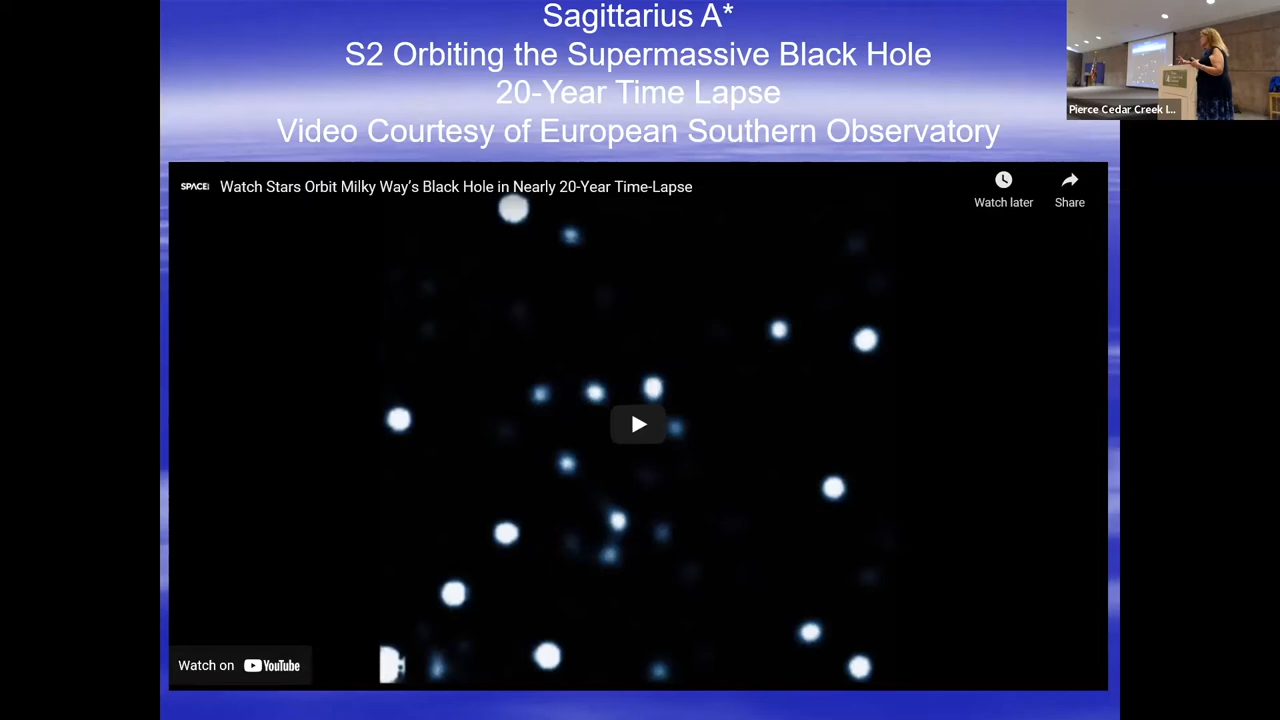 Sagittarius A*
S2 Orbiting the Supermassive Black Hole
20-Year Time Lapse
Video Courtesy of European Southern Observatory
Pierce Cedar Creek I...
SPACE
Watch Stars Orbit Milky Way’s Black Hole in Nearly 20-Year Time-Lapse
Watch later
Share
Watch on YouTube